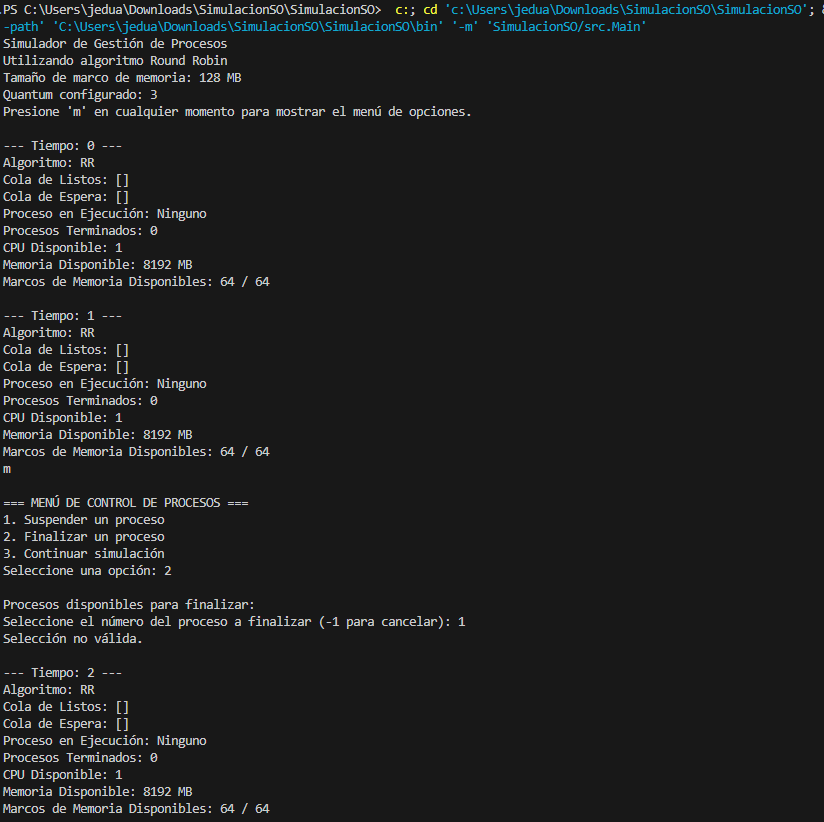 PS C:\Users\jedua\Downloads\SimulacionSO\SimulacionSO>  c:; cd 'c:\Users\jedua\Downloads\SimulacionSO\SimulacionSO'; &
-path' 'C:\Users\jedua\Downloads\SimulacionSO\SimulacionSO\bin' '-m' 'SimulacionSO/src.Main'
Simulador de Gestión de Procesos
Utilizando algoritmo Round Robin
Tamaño de marco de memoria: 128 MB
Quantum configurado: 3
Presione 'm' en cualquier momento para mostrar el menú de opciones.

--- Tiempo: 0 ---
Algoritmo: RR
Cola de Listos: []
Cola de Espera: []
Proceso en Ejecución: Ninguno
Procesos Terminados: 0
CPU Disponible: 1
Memoria Disponible: 8192 MB
Marcos de Memoria Disponibles: 64 / 64

--- Tiempo: 1 ---
Algoritmo: RR
Cola de Listos: []
Cola de Espera: []
Proceso en Ejecución: Ninguno
Procesos Terminados: 0
CPU Disponible: 1
Memoria Disponible: 8192 MB
Marcos de Memoria Disponibles: 64 / 64
m

=== MENÚ DE CONTROL DE PROCESOS ===
1. Suspender un proceso
2. Finalizar un proceso
3. Continuar simulación
Seleccione una opción: 2

Procesos disponibles para finalizar:
Seleccione el número del proceso a finalizar (-1 para cancelar): 1
Selección no válida.

--- Tiempo: 2 ---
Algoritmo: RR
Cola de Listos: []
Cola de Espera: []
Proceso en Ejecución: Ninguno
Procesos Terminados: 0
CPU Disponible: 1
Memoria Disponible: 8192 MB
Marcos de Memoria Disponibles: 64 / 64